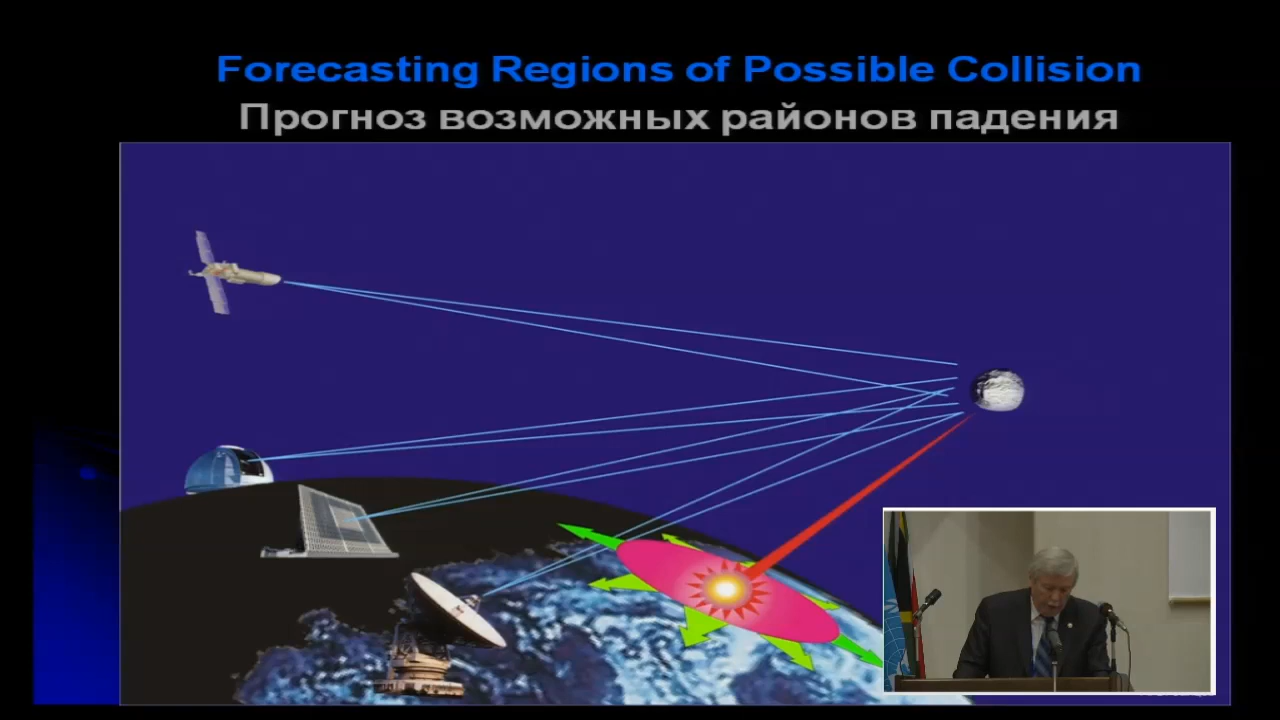 Forecasting Regions of Possible Collision
Прогноз возможных районов падения